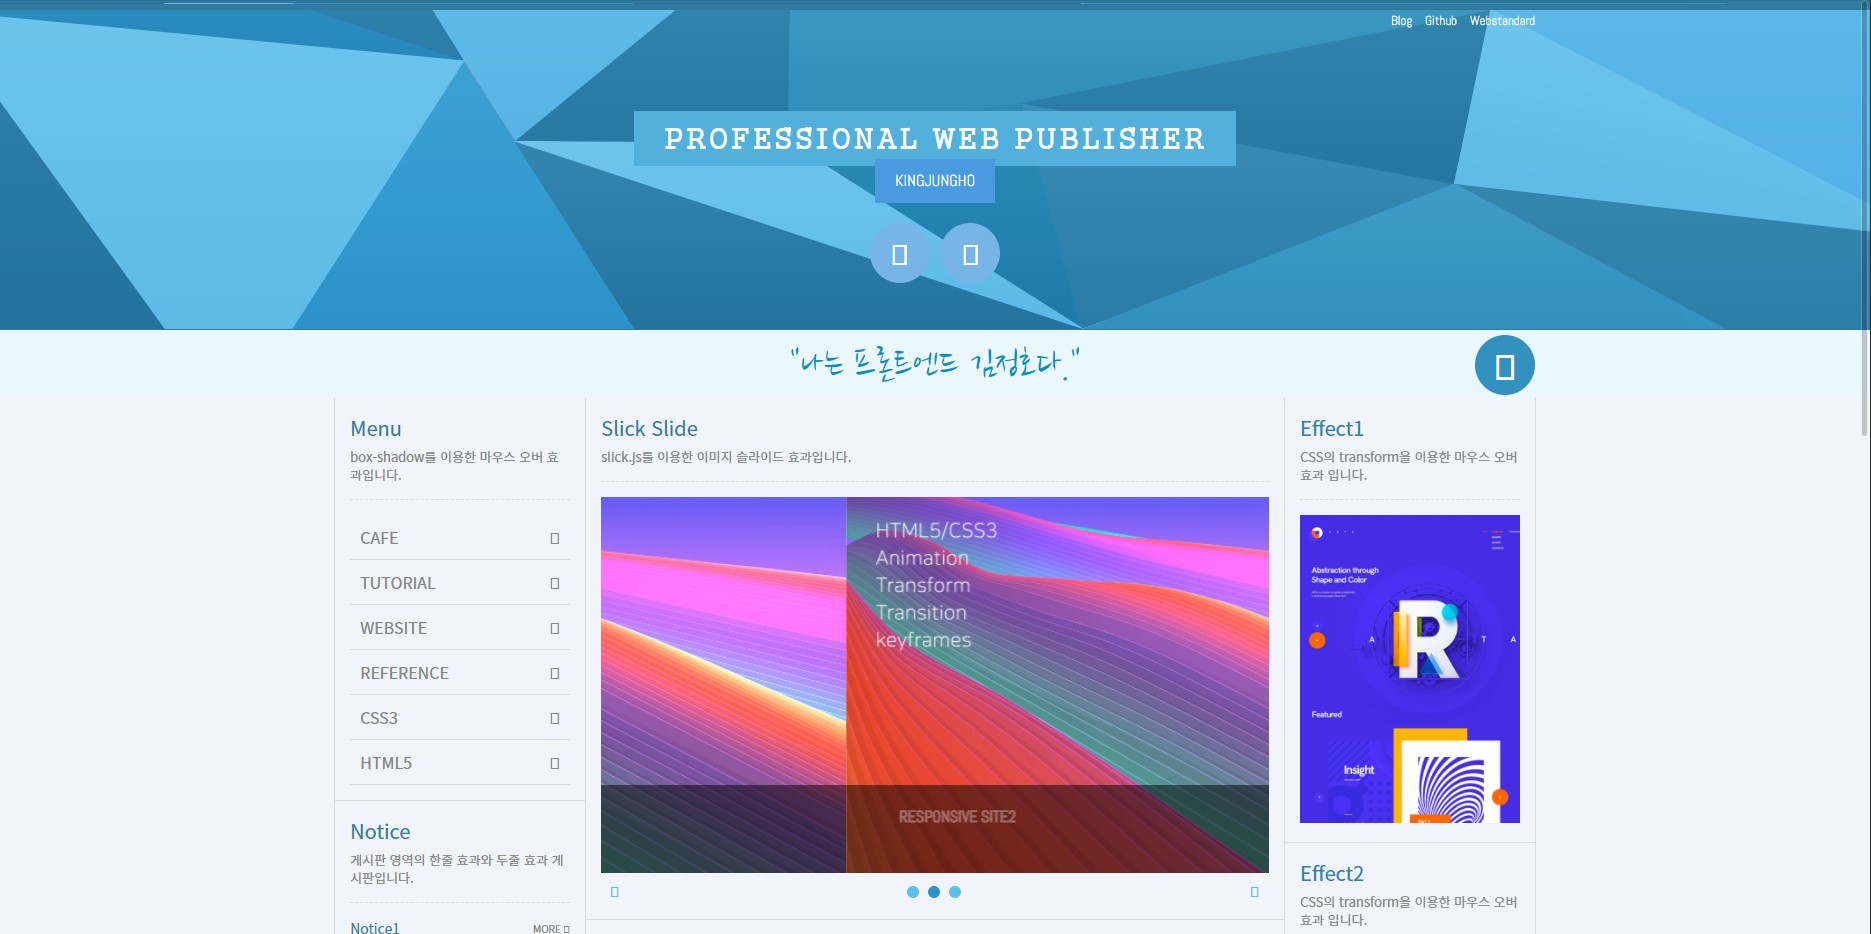 Blog Github Webstandard
PROFESSIONAL WEB PUBLISHER
KINGJUNGHO
"나는 프론트엔드 김정호다."
Menu
box-shadow를 이용한 마우스 오버 효
과입니다.
CAFE
TUTORIAL
WEBSITE
REFERENCE
CSS3
HTML5
Notice
게시판 영역의 한줄 효과와 두줄 효과 게
시판입니다.
Notice1 MORE
Slick Slide
slick.js를 이용한 이미지 슬라이드 효과입니다.
HTML5/CSS3
Animation
Transform
Transition
keyframes
RESPONSIVE SITE2
Effect1
CSS의 transform을 이용한 마우스 오버
효과 입니다.
Abstraction through
Shape and Color
A R T A
Featured
Insight
Effect2
CSS의 transform을 이용한 마우스 오버
효과 입니다.